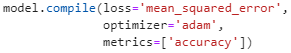 model.compile(loss='mean_squared_error',
optimizer='adam',
metrics=['accuracy'])